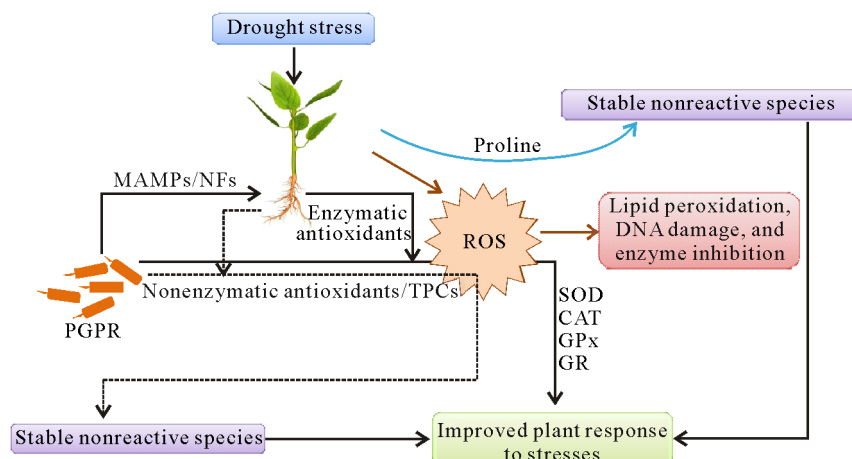 Drought stress
Stable nonreactive species
Proline
MAMPs/NFs
Enzymatic
antioxidants
ROS
Lipid peroxidation,
DNA damage, and
enzyme inhibition
Nonenzymatic antioxidants/TPCs
PGPR
SOD
CAT
GPx
GR
Stable nonreactive species
Improved plant response
to stresses